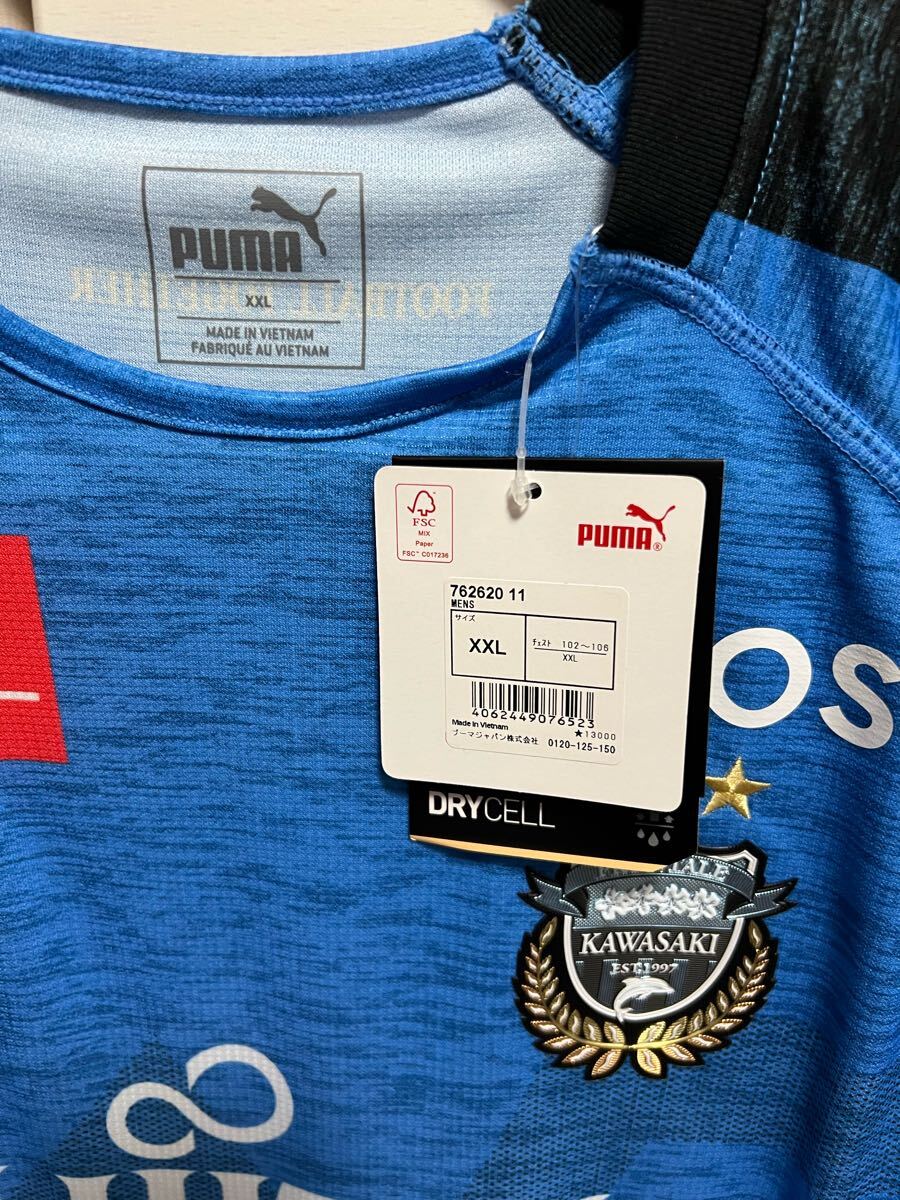 PUMA
XXL
MADE IN VIETNAM
FABRIQUÉ AU VIETNAM
FSC
MIX
Paper
FSC™ C017236
PUMA®
762620 11
MENS
サイズ
XXL
チェスト 102～106
XXL
4062449076523
Made in Vietnam
★13000
プーマジャパン株式会社 0120-125-150
DRYCELL
OS
KAWASAKI
EST.1997